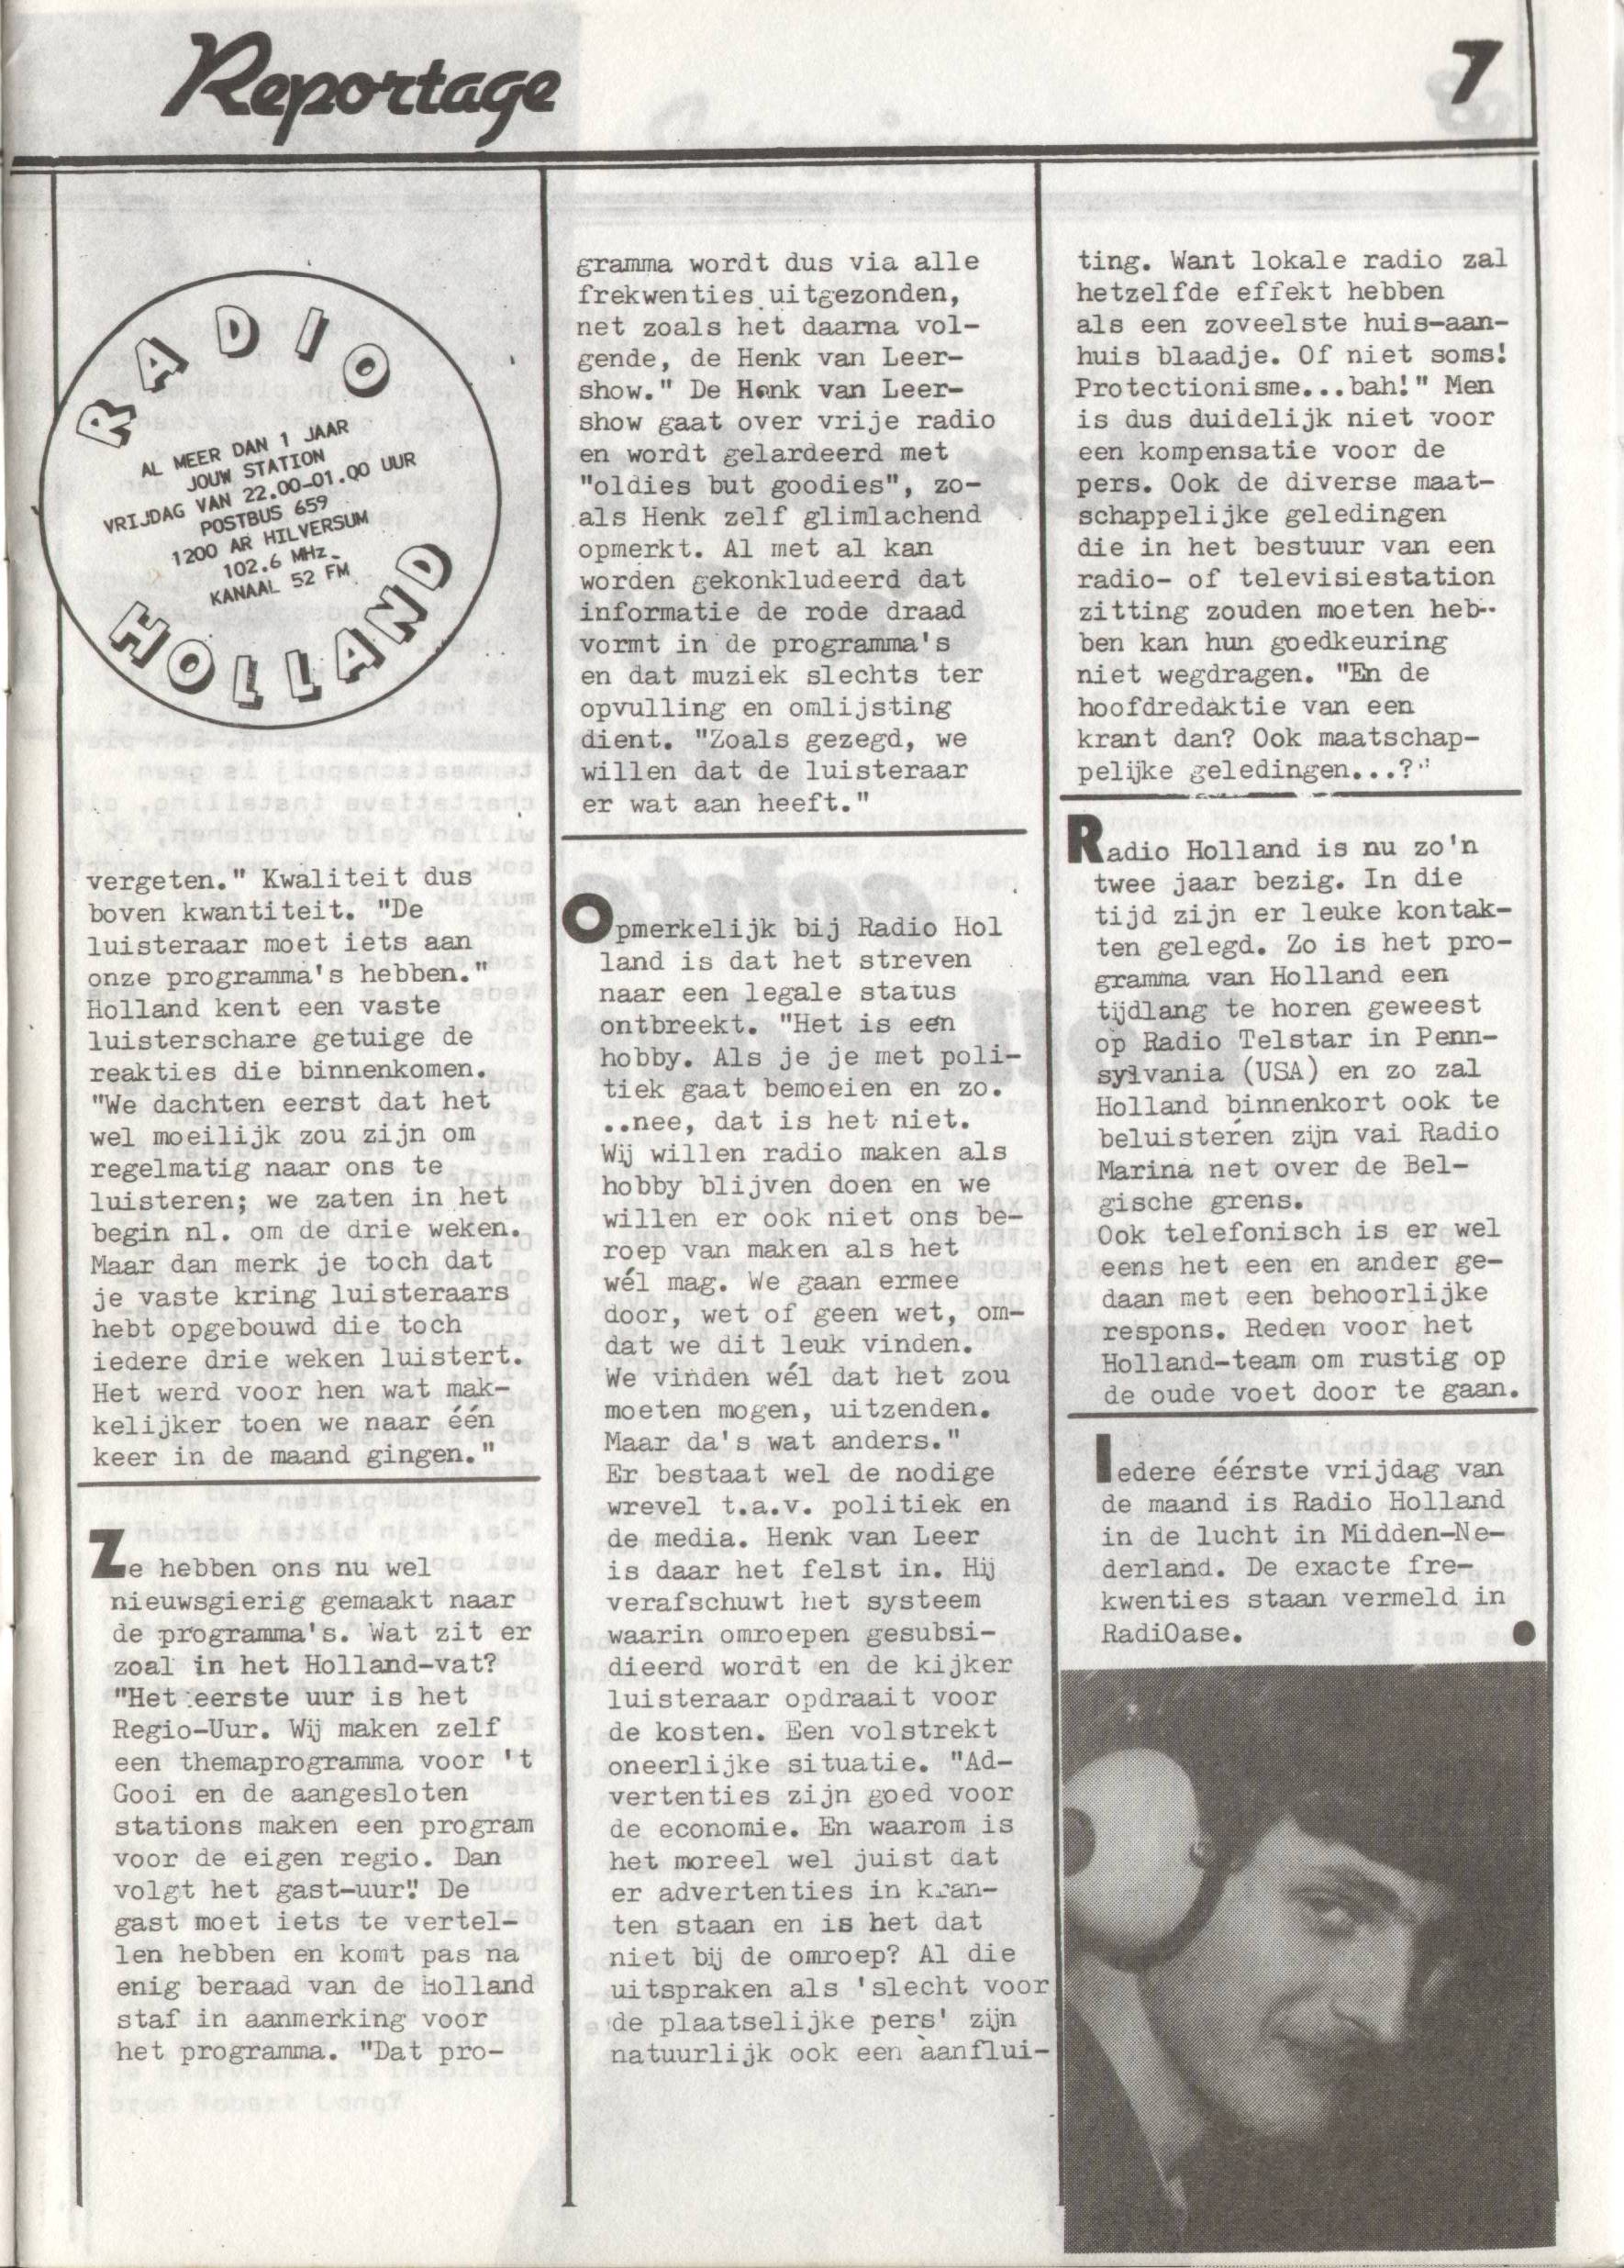 Reportage
7
RADIO
AL MEER DAN 1 JAAR
JOUW STATION
VRIJDAG VAN 22.00-01.00 UUR
POSTBUS 659
1200 AR HILVERSUM
102.6 MHz
KANAAL 52 FM
HOLLAND
vergeten." Kwaliteit dus
boven kwantiteit. "De
luisteraar moet iets aan
onze programma's hebben."
Holland kent een vaste
luisterschare getuige de
reakties die binnenkomen.
"We dachten eerst dat het
wel moeilijk zou zijn om
regelmatig naar ons te
luisteren; we zaten in het
begin nl. om de drie weken.
Maar dan merk je toch dat
je vaste kring luisteraars
hebt opgebouwd die toch
iedere drie weken luistert.
Het werd voor hen wat mak-
kelijker toen we naar één
keer in de maand gingen."
Ze hebben ons nu wel
nieuwsgierig gemaakt naar
de programma's. Wat zit er
zoal in het Holland-vat?
"Het eerste uur is het
Regio-Uur. Wij maken zelf
een themaprogramma voor 't
Gooi en de aangesloten
stations maken een program
voor de eigen regio. Dan
volgt het gast-uur." De
gast moet iets te vertel-
len hebben en komt pas na
enig beraad van de Holland
staf in aanmerking voor
het programma. "Dat pro-
gramma wordt dus via alle
frekwenties uitgezonden,
net zoals het daarna vol-
gende, de Henk van Leer-
show." De Henk van Leer-
show gaat over vrije radio
en wordt gelardeerd met
"oldies but goodies", zo-
als Henk zelf glimlachend
opmerkt. Al met al kan
worden gekonkludeerd dat
informatie de rode draad
vormt in de programma's
en dat muziek slechts ter
opvulling en omlijsting
dient. "Zoals gezegd, we
willen dat de luisteraar
er wat aan heeft."
Opmerkelijk bij Radio Hol
land is dat het streven
naar een legale status
ontbreekt. "Het is een
hobby. Als je je met poli-
tiek gaat bemoeien en zo.
..nee, dat is het niet.
Wij willen radio maken als
hobby blijven doen en we
willen er ook niet ons be-
roep van maken als het
wél mag. We gaan ermee
door, wet of geen wet, om-
dat we dit leuk vinden.
We vinden wél dat het zou
moeten mogen, uitzenden.
Maar da's wat anders."
Er bestaat wel de nodige
wrevel t.a.v. politiek en
de media. Henk van Leer
is daar het felst in. Hij
verafschuwt het systeem
waarin omroepen gesubsi-
dieerd wordt en de kijker
luisteraar opdraait voor
de kosten. Een volstrekt
oneerlijke situatie. "Ad-
vertenties zijn goed voor
de economie. En waarom is
het moreel wel juist dat
er advertenties in kran-
ten staan en is het dat
niet bij de omroep? Al die
uitspraken als 'slecht voor
de plaatselijke pers' zijn
natuurlijk ook een aanflui-
ting. Want lokale radio zal
hetzelfde effekt hebben
als een zoveelste huis-aan-
huis blaadje. Of niet soms!
Protectionisme...bah!" Men
is dus duidelijk niet voor
een kompensatie voor de
pers. Ook de diverse maat-
schappelijke geledingen
die in het bestuur van een
radio- of televisiestation
zitting zouden moeten heb-
ben kan hun goedkeuring
niet wegdragen. "En de
hoofdredaktie van een
krant dan? Ook maatschap-
pelijke geledingen...?"
Radio Holland is nu zo'n
twee jaar bezig. In die
tijd zijn er leuke kontak-
ten gelegd. Zo is het pro-
gramma van Holland een
tijdlang te horen geweest
op Radio Telstar in Penn-
sylvania (USA) en zo zal
Holland binnenkort ook te
beluisteren zijn vai Radio
Marina net over de Bel-
gische grens.
Ook telefonisch is er wel
eens het een en ander ge-
daan met een behoorlijke
respons. Reden voor het
Holland-team om rustig op
de oude voet door te gaan.
Iedere éérste vrijdag van
de maand is Radio Holland
in de lucht in Midden-Ne-
derland. De exacte fre-
kwenties staan vermeld in
RadiOase.